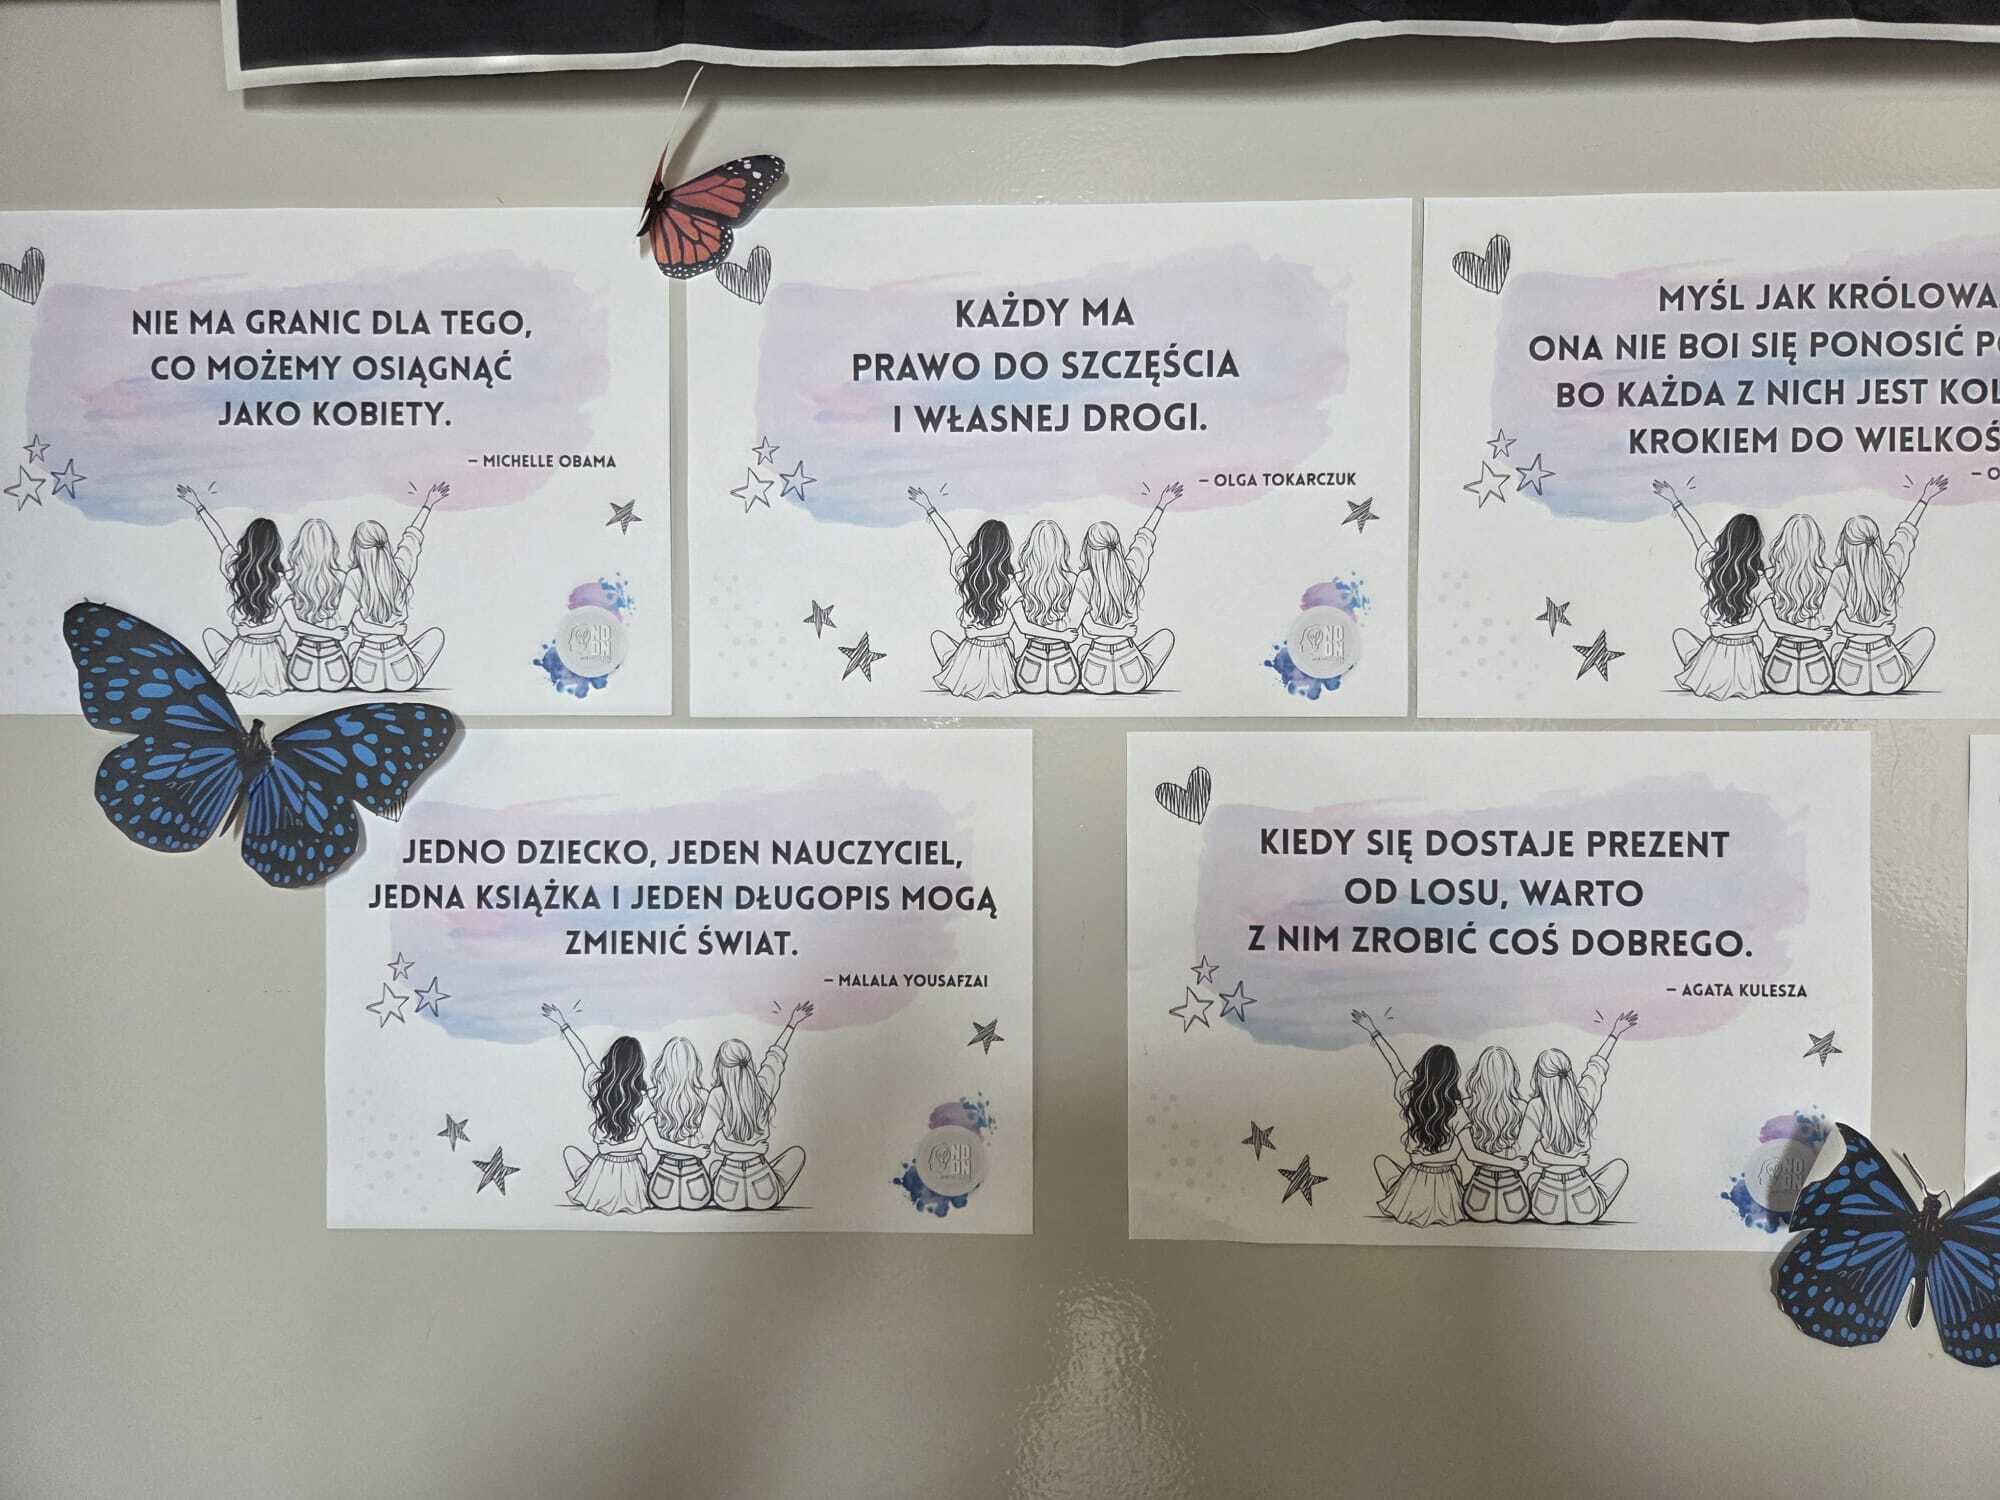 NIE MA GRANIC DLA TEGO,
CO MOŻEMY OSIĄGNĄĆ
JAKO KOBIETY.
– MICHELLE OBAMA
KAŻDY MA
PRAWO DO SZCZĘŚCIA
I WŁASNEJ DROGI.
– OLGA TOKARCZUK
MYŚL JAK
ONA NIE BOI SIĘ PONOSIĆ
BO KAŻDA Z NICH JEST
KROKIEM DO
JEDNO DZIECKO, JEDEN NAUCZYCIEL,
JEDNA KSIĄŻKA I JEDEN DŁUGOPIS MOGĄ
ZMIENIĆ ŚWIAT.
– MALALA YOUSAFZAI
KIEDY SIĘ DOSTAJE PREZENT
OD LOSU, WARTO
Z NIM ZROBIĆ COŚ DOBREGO.
– AGATA KULESZA